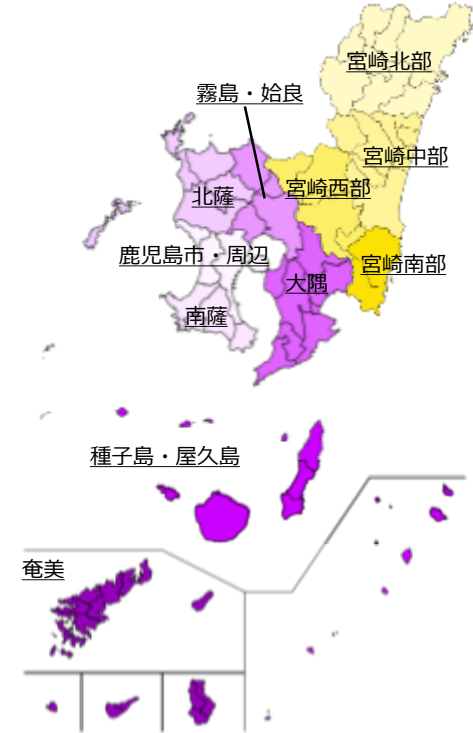 宮崎北部
霧島・姶良
宮崎中部
宮崎西部
北薩
鹿児島市・周辺
宮崎南部
大隅
南薩
種子島・屋久島
奄美